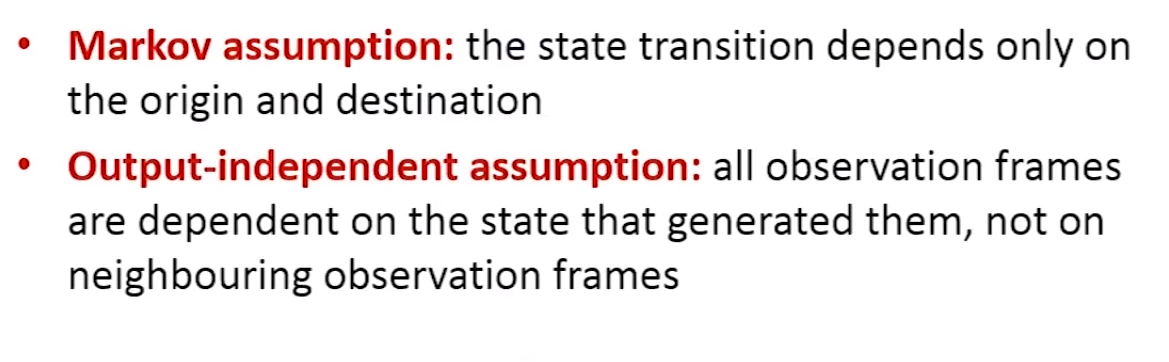 • Markov assumption: the state transition depends only on
the origin and destination
• Output-independent assumption: all observation frames
are dependent on the state that generated them, not on
neighbouring observation frames